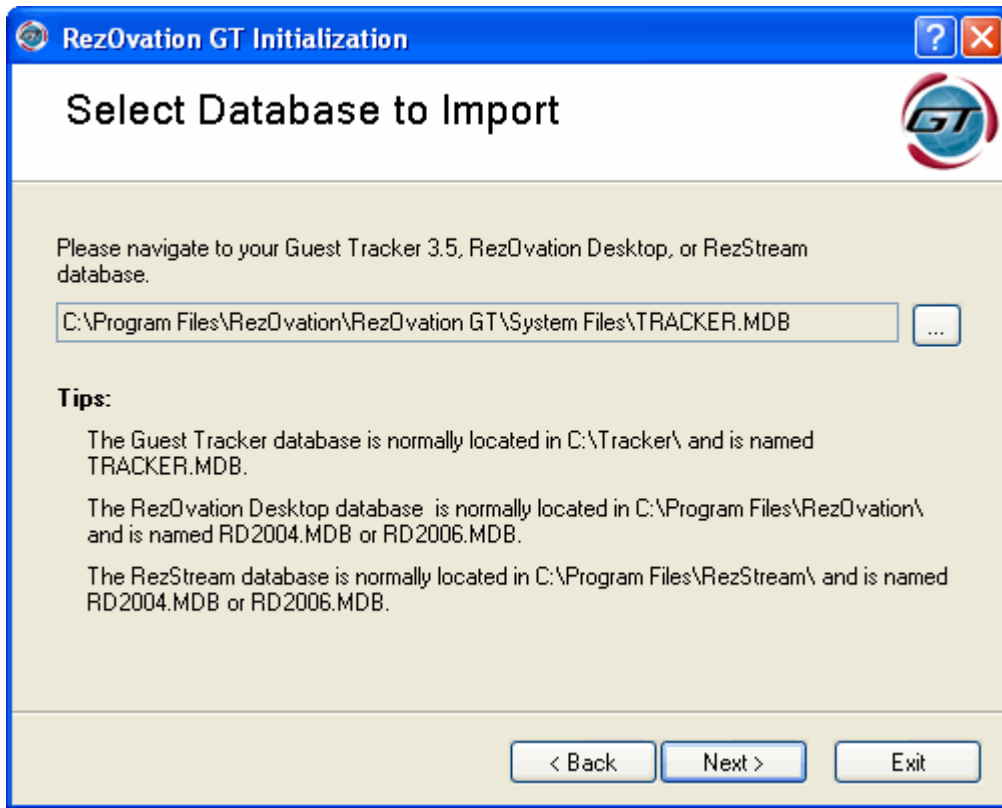 RezOvation GT Initialization
?
Select Database to Import
GT
Please navigate to your Guest Tracker 3.5, RezOvation Desktop, or RezStream
database.
C:\Program Files\RezOvation\RezOvation GT\System Files\TRACKER.MDB
...
Tips:
The Guest Tracker database is normally located in C:\Tracker\ and is named
TRACKER.MDB.
The RezOvation Desktop database  is normally located in C:\Program Files\RezOvation\
and is named RD2004.MDB or RD2006.MDB.
The RezStream database is normally located in C:\Program Files\RezStream\ and is named
RD2004.MDB or RD2006.MDB.
< Back
Next >
Exit